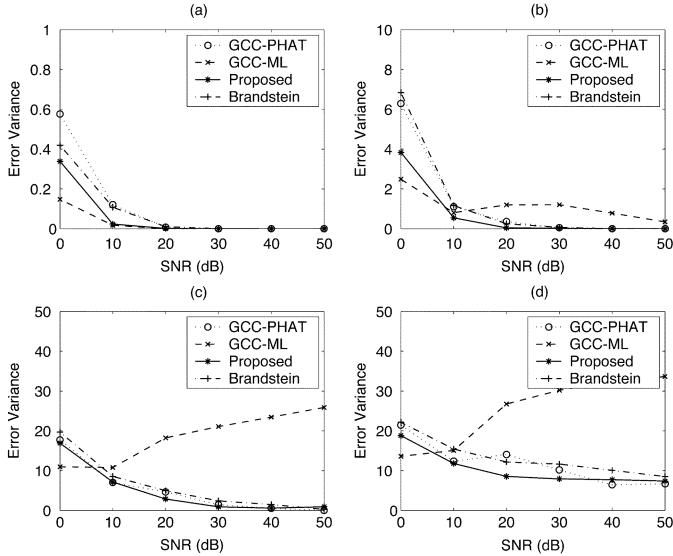 (a)
1
0.8
0.6
0.4
0.2
0
Error Variance
GCC-PHAT
GCC-ML
Proposed
Brandstein
0 10 20 30 40 50
SNR (dB)
(b)
10
8
6
4
2
0
Error Variance
GCC-PHAT
GCC-ML
Proposed
Brandstein
0 10 20 30 40 50
SNR (dB)
(c)
50
40
30
20
10
0
Error Variance
GCC-PHAT
GCC-ML
Proposed
Brandstein
0 10 20 30 40 50
SNR (dB)
(d)
50
40
30
20
10
0
Error Variance
GCC-PHAT
GCC-ML
Proposed
Brandstein
0 10 20 30 40 50
SNR (dB)